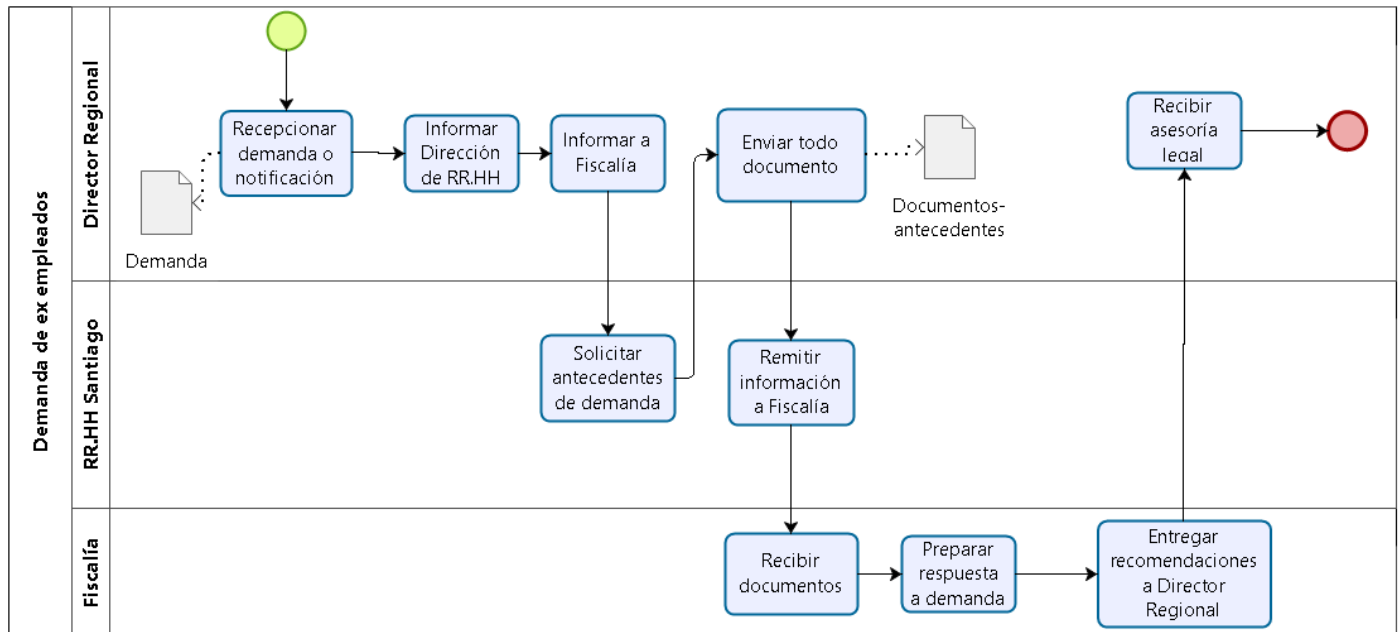 Demanda de ex empleados
Director Regional
Recepcionar
demanda o
notificación
Informar
Dirección
de RR.HH
Informar a
Fiscalía
Enviar todo
documento
Recibir
asesoría
legal
Demanda
Documentos-
antecedentes
RR.HH Santiago
Solicitar
antecedentes
de demanda
Remitir
información
a Fiscalía
Fiscalía
Recibir
documentos
Preparar
respuesta
a demanda
Entregar
recomendaciones
a Director
Regional